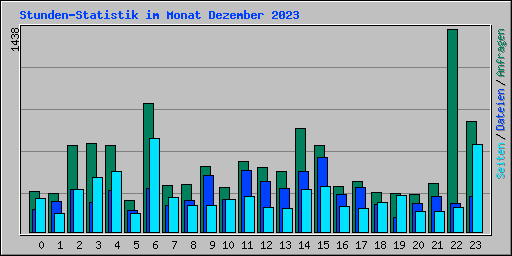 Stunden-Statistik im Monat Dezember 2023
1438
Seiten / Dateien / Anfragen
0 1 2 3 4 5 6 7 8 9 10 11 12 13 14 15 16 17 18 19 20 21 22 23